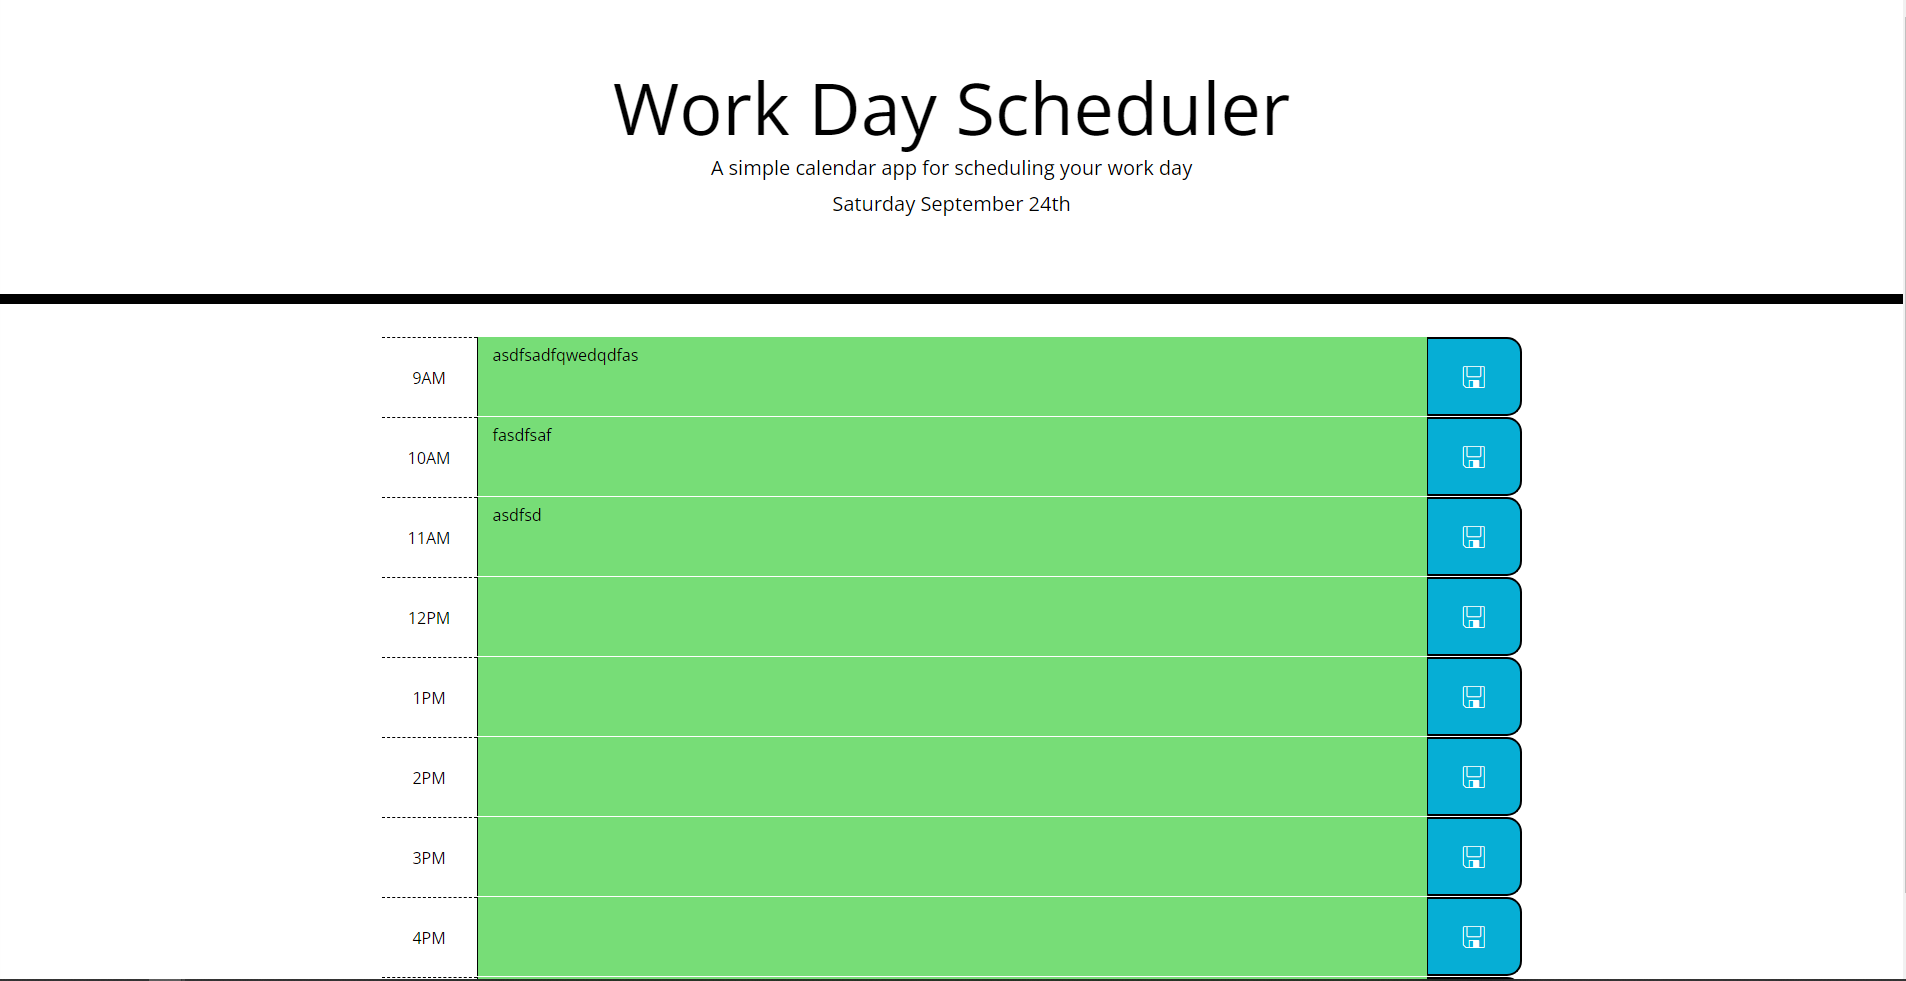 Work Day Scheduler
A simple calendar app for scheduling your work day
Saturday September 24th
9AM
asdfsadfqwedqdfas
10AM
fasdfsaf
11AM
asdfsd
12PM
1PM
2PM
3PM
4PM